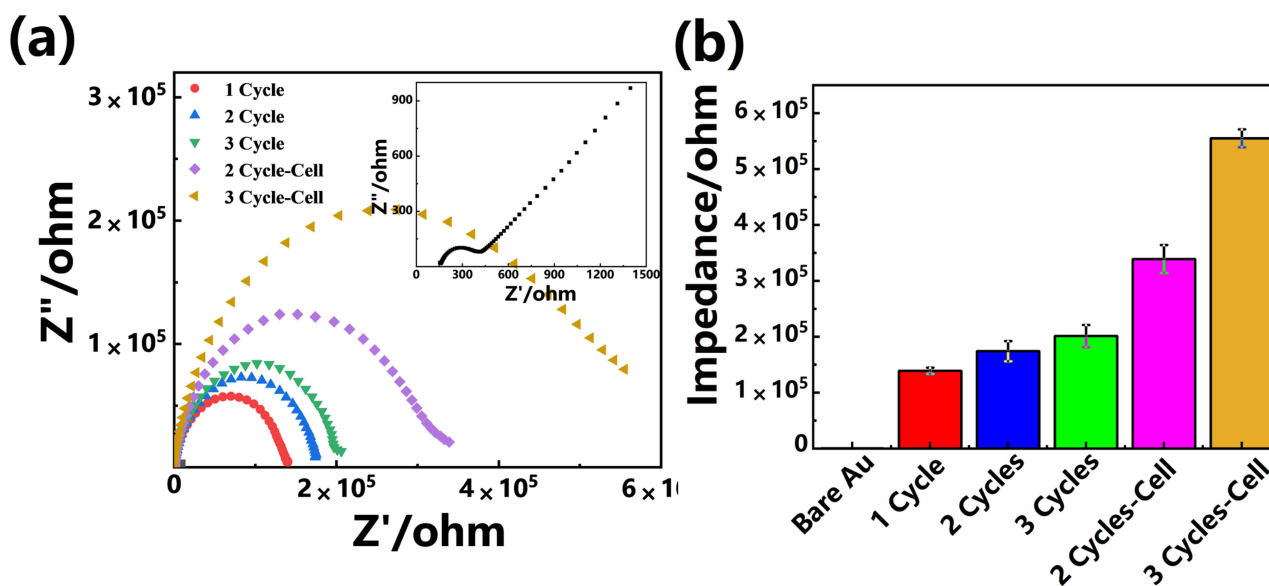 (a)
Z''/ohm
3×10⁵
2×10⁵
1×10⁵
1 Cycle
2 Cycle
3 Cycle
2 Cycle-Cell
3 Cycle-Cell
Z''/ohm
900
600
300
0
0 300 600 900 1200 1500
Z'/ohm
0 2×10⁵ 4×10⁵ 6×1
Z'/ohm
(b)
Impedance/ohm
6×10⁵
5×10⁵
4×10⁵
3×10⁵
2×10⁵
1×10⁵
0
Bare Au
1 Cycle
2 Cycles
3 Cycles
2 Cycles-Cell
3 Cycles-Cell